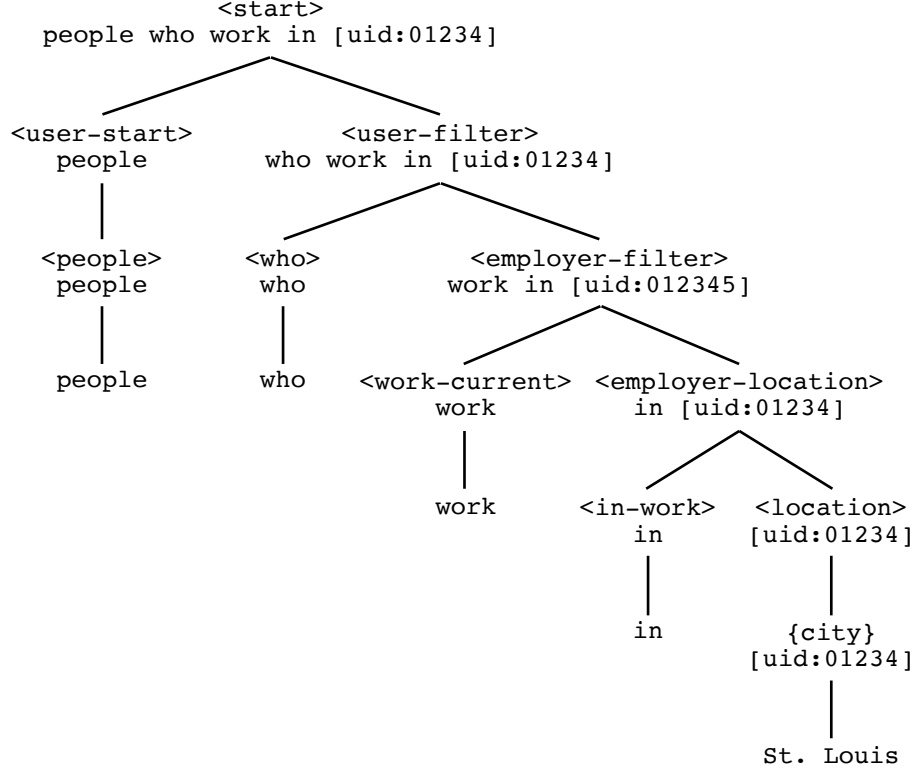 <start>
people who work in [uid:01234]
<user-start> <user-filter>
people who work in [uid:01234]
<people> <who> <employer-filter>
people who work in [uid:012345]
people who <work-current> <employer-location>
work in [uid:01234]
work <in-work> <location>
in [uid:01234]
in {city}
[uid:01234]
St. Louis